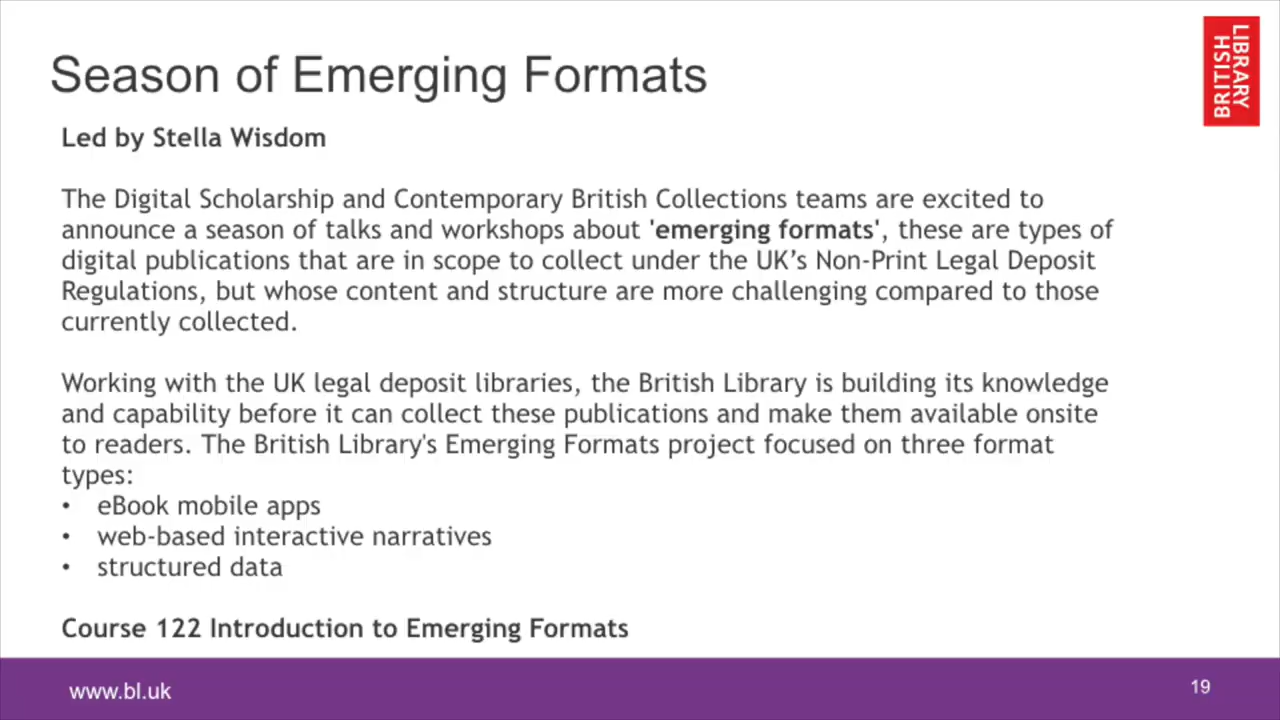 Season of Emerging Formats
BRITISH
LIBRARY
Led by Stella Wisdom
The Digital Scholarship and Contemporary British Collections teams are excited to
announce a season of talks and workshops about 'emerging formats', these are types of
digital publications that are in scope to collect under the UK’s Non-Print Legal Deposit
Regulations, but whose content and structure are more challenging compared to those
currently collected.
Working with the UK legal deposit libraries, the British Library is building its knowledge
and capability before it can collect these publications and make them available onsite
to readers. The British Library's Emerging Formats project focused on three format
types:
• eBook mobile apps
• web-based interactive narratives
• structured data
Course 122 Introduction to Emerging Formats
www.bl.uk
19